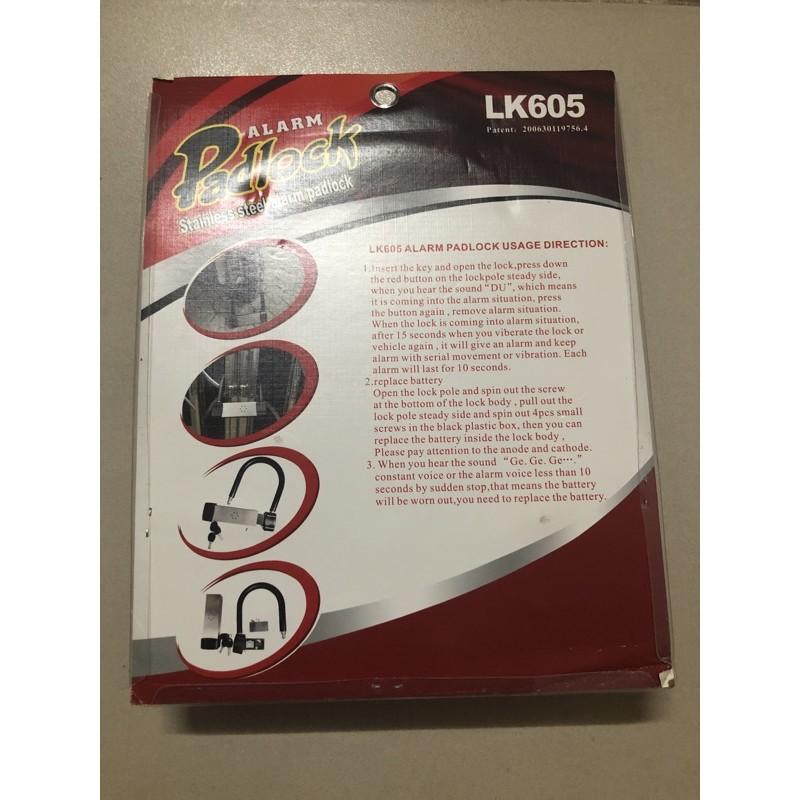 ALARM
Padlock
Stainless steel alarm padlock
LK605
Patent: 200630119756.4
LK605 ALARM PADLOCK USAGE DIRECTION:
1.Insert the key and open the lock,press down
the red button on the lockpole steady side,
when you hear the sound "DU", which means
it is coming into the alarm situation, press
the button again , remove alarm situation.
When the lock is coming into alarm situation,
after 15 seconds when you viberate the lock or
vehicle again , it will give an alarm and keep
alarm with serial movement or vibration. Each
alarm will last for 10 seconds.
2.replace battery
Open the lock pole and spin out the screw
at the bottom of the lock body , pull out the
lock pole steady side and spin out 4pcs small
screws in the black plastic box, then you can
replace the battery inside the lock body ,
Please pay attention to the anode and cathode.
3. When you hear the sound "Ge. Ge. Ge…."
constant voice or the alarm voice less than 10
seconds by sudden stop,that means the battery
will be worn out,you need to replace the battery.